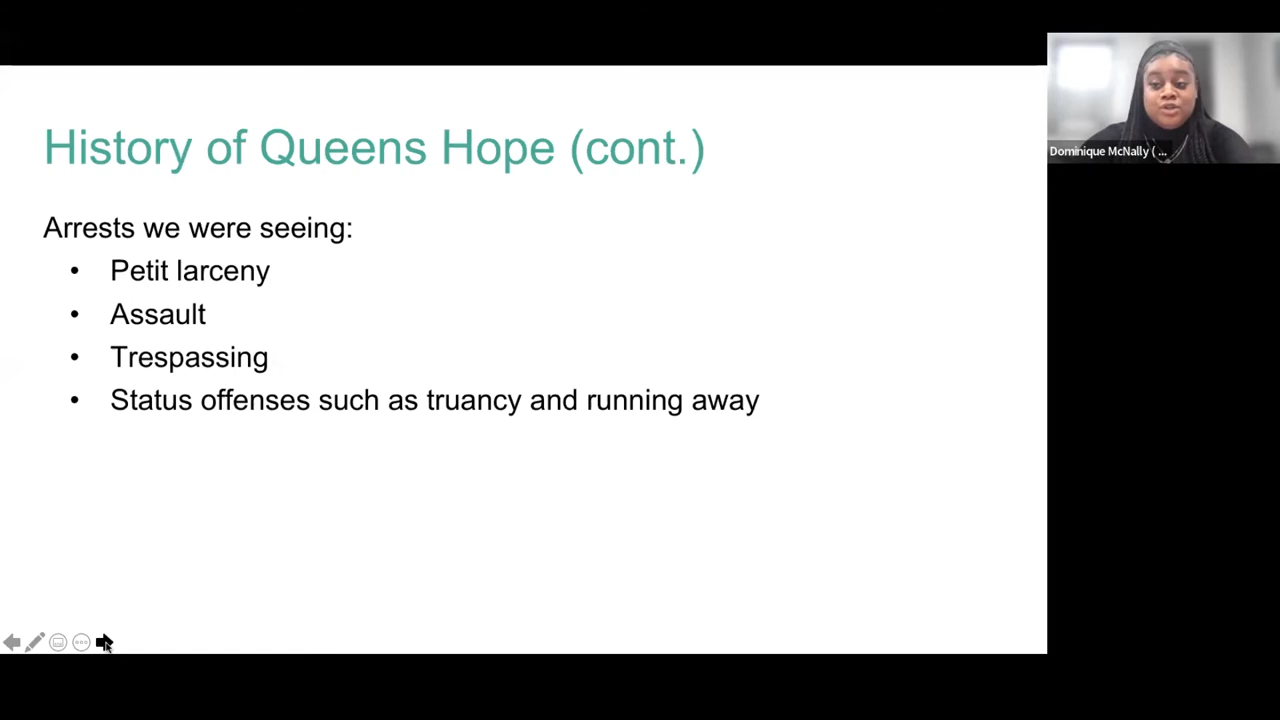 History of Queens Hope (cont.)
Arrests we were seeing:
• Petit larceny
• Assault
• Trespassing
• Status offenses such as truancy and running away
Dominique McNally ( ...